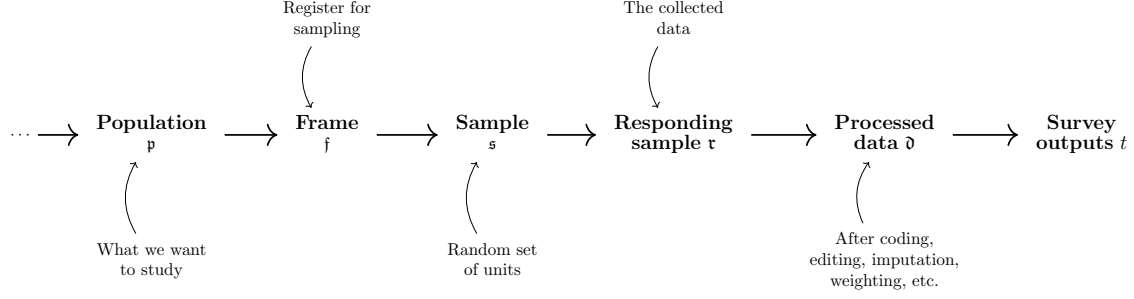 Register for
sampling
The collected
data
... Population
𝔭
Frame
𝔣
Sample
𝔰
Responding
sample 𝔯
Processed
data 𝔡
Survey
outputs t
What we want
to study
Random set
of units
After coding,
editing, imputation,
weighting, etc.